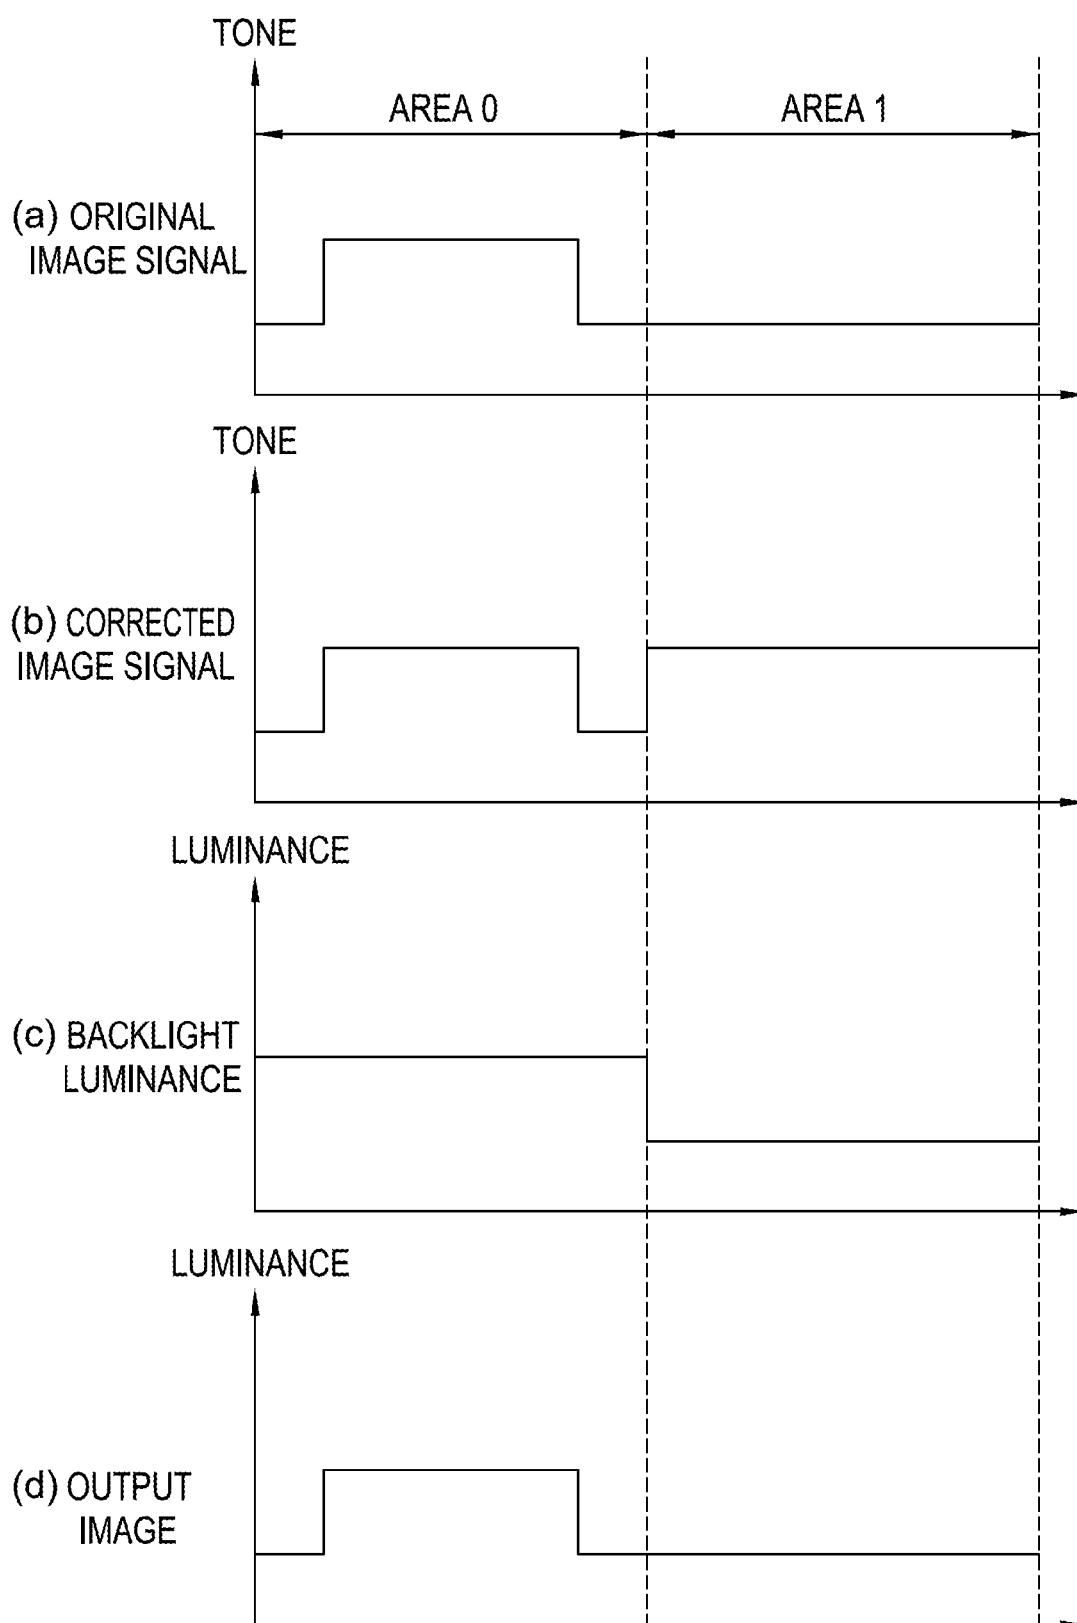 TONE
AREA 0
AREA 1
(a) ORIGINAL
IMAGE SIGNAL
TONE
(b) CORRECTED
IMAGE SIGNAL
LUMINANCE
(c) BACKLIGHT
LUMINANCE
LUMINANCE
(d) OUTPUT
IMAGE